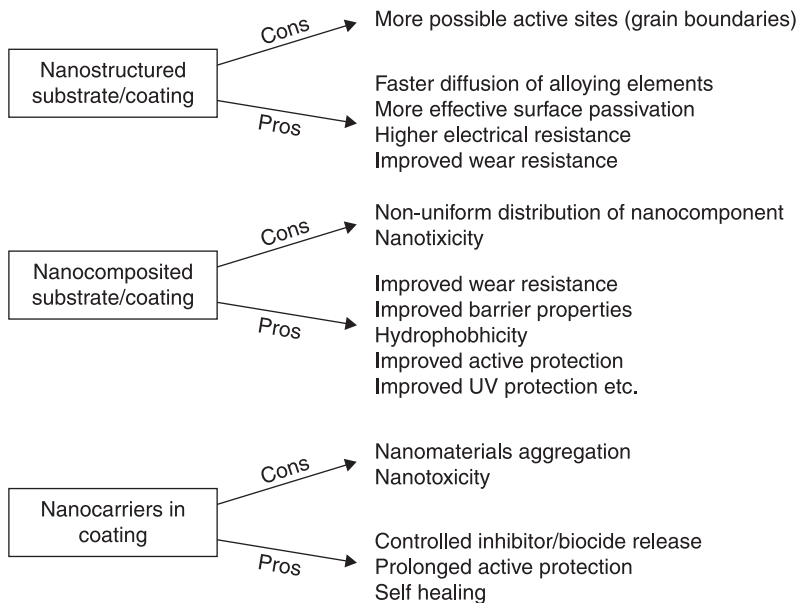 Cons
More possible active sites (grain boundaries)
Nanostructured
substrate/coating
Pros
Faster diffusion of alloying elements
More effective surface passivation
Higher electrical resistance
Improved wear resistance
Cons
Non-uniform distribution of nanocomponent
Nanotixicity
Nanocomposited
substrate/coating
Pros
Improved wear resistance
Improved barrier properties
Hydrophobhicity
Improved active protection
Improved UV protection etc.
Cons
Nanomaterials aggregation
Nanotoxicity
Nanocarriers in
coating
Pros
Controlled inhibitor/biocide release
Prolonged active protection
Self healing